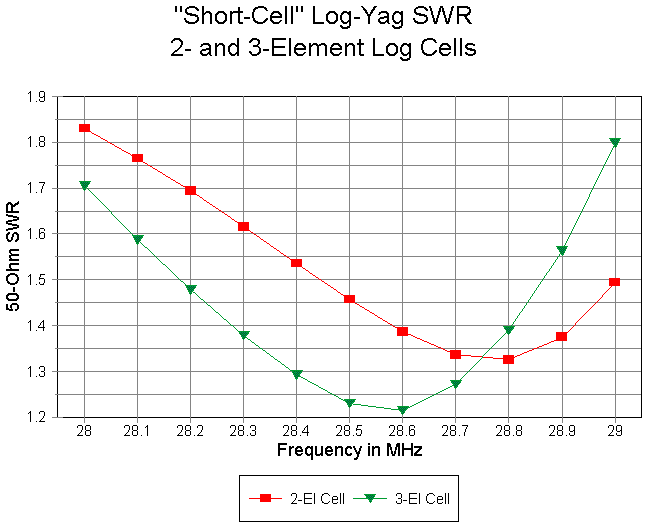 "Short-Cell" Log-Yag SWR
2- and 3-Element Log Cells
50-Ohm SWR
1.9
1.8
1.7
1.6
1.5
1.4
1.3
1.2
28 28.1 28.2 28.3 28.4 28.5 28.6 28.7 28.8 28.9 29
Frequency in MHz
2-El Cell 3-El Cell